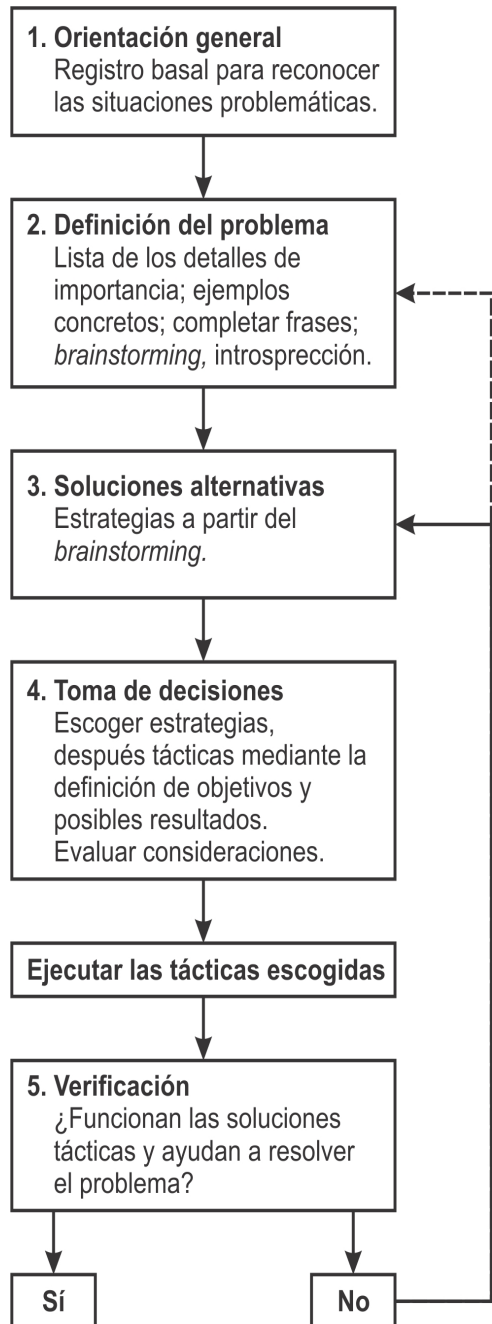 1. Orientación general
Registro basal para reconocer
las situaciones problemáticas.
2. Definición del problema
Lista de los detalles de
importancia; ejemplos
concretos; completar frases;
brainstorming, introsprección.
3. Soluciones alternativas
Estrategias a partir del
brainstorming.
4. Toma de decisiones
Escoger estrategias,
después tácticas mediante la
definición de objetivos y
posibles resultados.
Evaluar consideraciones.
Ejecutar las tácticas escogidas
5. Verificación
¿Funcionan las soluciones
tácticas y ayudan a resolver
el problema?
Sí
No